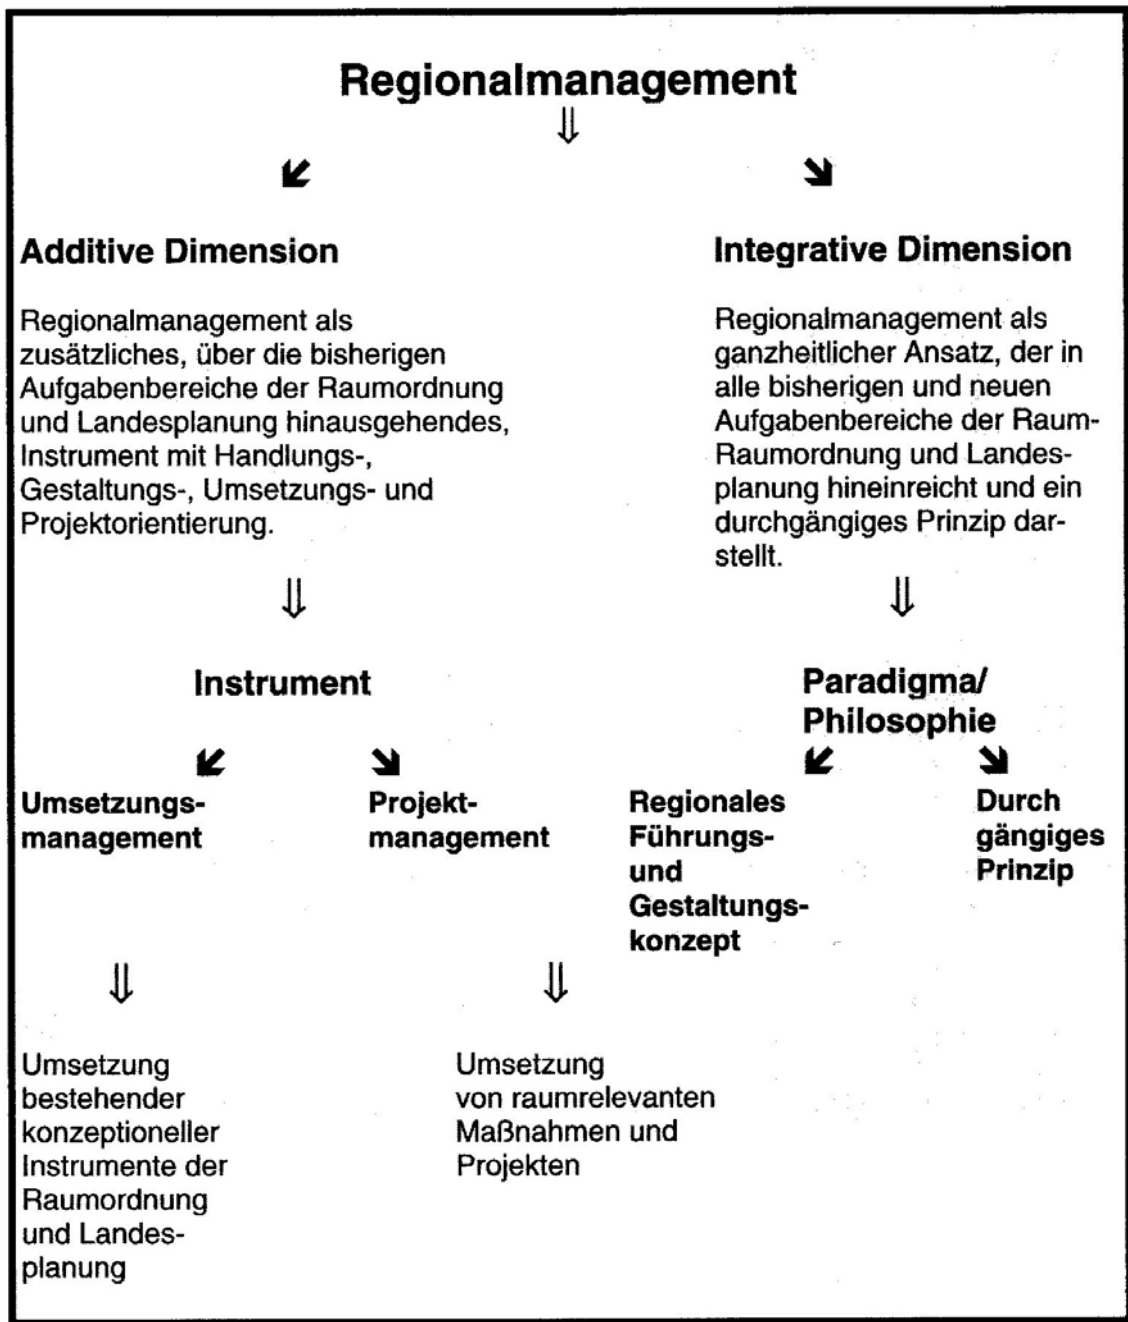 Regionalmanagement
Additive Dimension
Regionalmanagement als
zusätzliches, über die bisherigen
Aufgabenbereiche der Raumordnung
und Landesplanung hinausgehendes,
Instrument mit Handlungs-,
Gestaltungs-, Umsetzungs- und
Projektorientierung.
Integrative Dimension
Regionalmanagement als
ganzheitlicher Ansatz, der in
alle bisherigen und neuen
Aufgabenbereiche der Raum-
Raumordnung und Landes-
planung hineinreicht und ein
durchgängiges Prinzip dar-
stellt.
Instrument
Paradigma/
Philosophie
Umsetzungs-
management
Projekt-
management
Regionales
Führungs-
und
Gestaltungs-
konzept
Durch
gängiges
Prinzip
Umsetzung
bestehender
konzeptioneller
Instrumente der
Raumordnung
und Landes-
planung
Umsetzung
von raumrelevanten
Maßnahmen und
Projekten